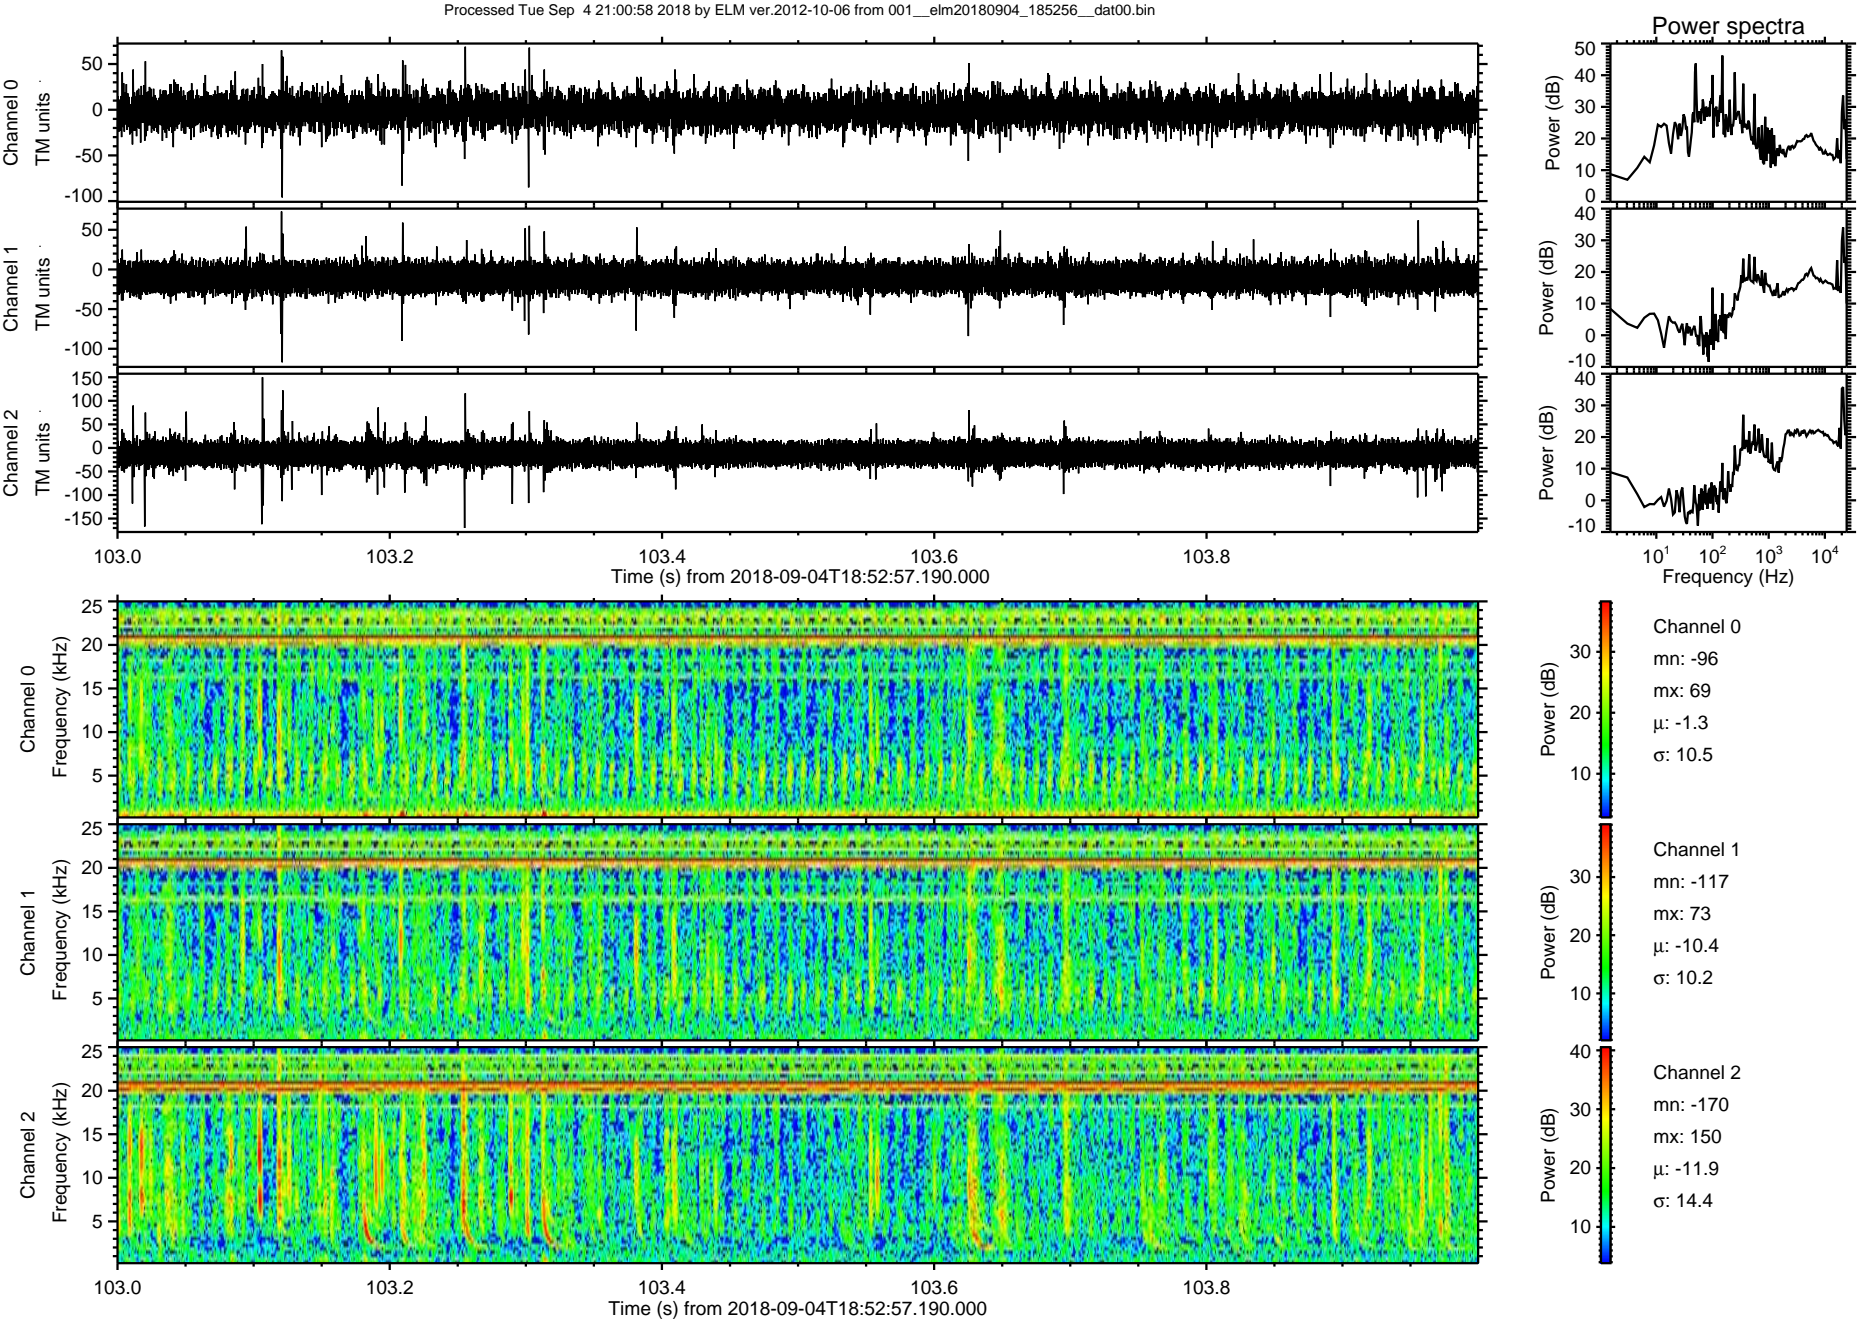 Processed Tue Sep  4 21:00:58 2018 by ELM ver.2012-10-06 from 001__elm20180904_185256__dat00.bin
Power spectra
Channel 0
TM units
50
0
-50
-100
Power (dB)
50
40
30
20
10
0
Channel 1
TM units
50
0
-50
-100
Power (dB)
40
30
20
10
0
-10
Channel 2
TM units
150
100
50
0
-50
-100
-150
Power (dB)
40
30
20
10
0
-10
103.0 103.2 103.4 103.6 103.8
Time (s) from 2018-09-04T18:52:57.190.000
10¹ 10² 10³ 10⁴
Frequency (Hz)
Channel 0
Frequency (kHz)
25
20
15
10
5
Power (dB)
30
20
10
Channel 0
mn: -96
mx: 69
μ: -1.3
σ: 10.5
Channel 1
Frequency (kHz)
25
20
15
10
5
Power (dB)
30
20
10
Channel 1
mn: -117
mx: 73
μ: -10.4
σ: 10.2
Channel 2
Frequency (kHz)
25
20
15
10
5
Power (dB)
40
30
20
10
Channel 2
mn: -170
mx: 150
μ: -11.9
σ: 14.4
103.0 103.2 103.4 103.6 103.8
Time (s) from 2018-09-04T18:52:57.190.000